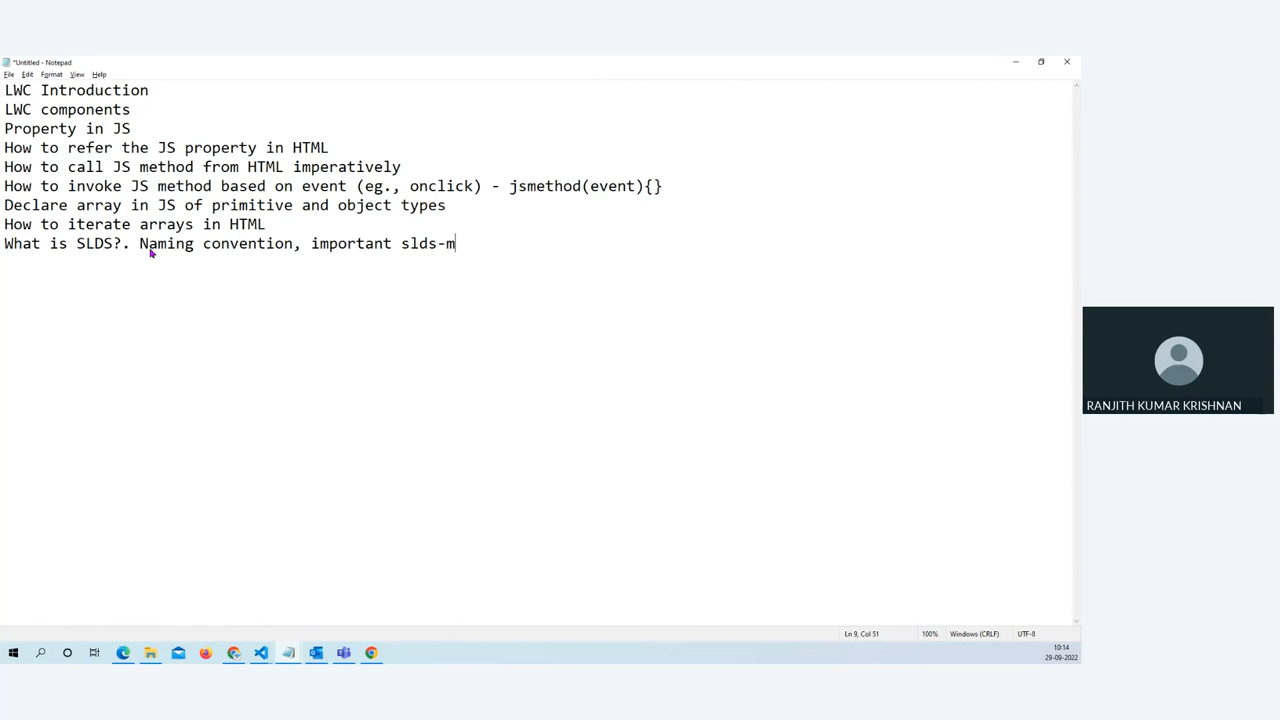 *Untitled - Notepad
File Edit Format View Help
LWC Introduction
LWC components
Property in JS
How to refer the JS property in HTML
How to call JS method from HTML imperatively
How to invoke JS method based on event (eg., onclick) - jsmethod(event){}
Declare array in JS of primitive and object types
How to iterate arrays in HTML
What is SLDS?. Naming convention, important slds-m
RANJITH KUMAR KRISHNAN
Ln 9, Col 51 100% Windows (CRLF) UTF-8
10:14
29-09-2022